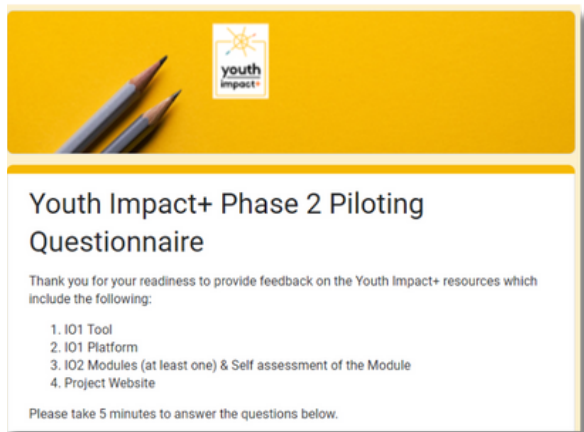 youth
impact+
Youth Impact+ Phase 2 Piloting
Questionnaire
Thank you for your readiness to provide feedback on the Youth Impact+ resources which
include the following:
1. IO1 Tool
2. IO1 Platform
3. IO2 Modules (at least one) & Self assessment of the Module
4. Project Website
Please take 5 minutes to answer the questions below.